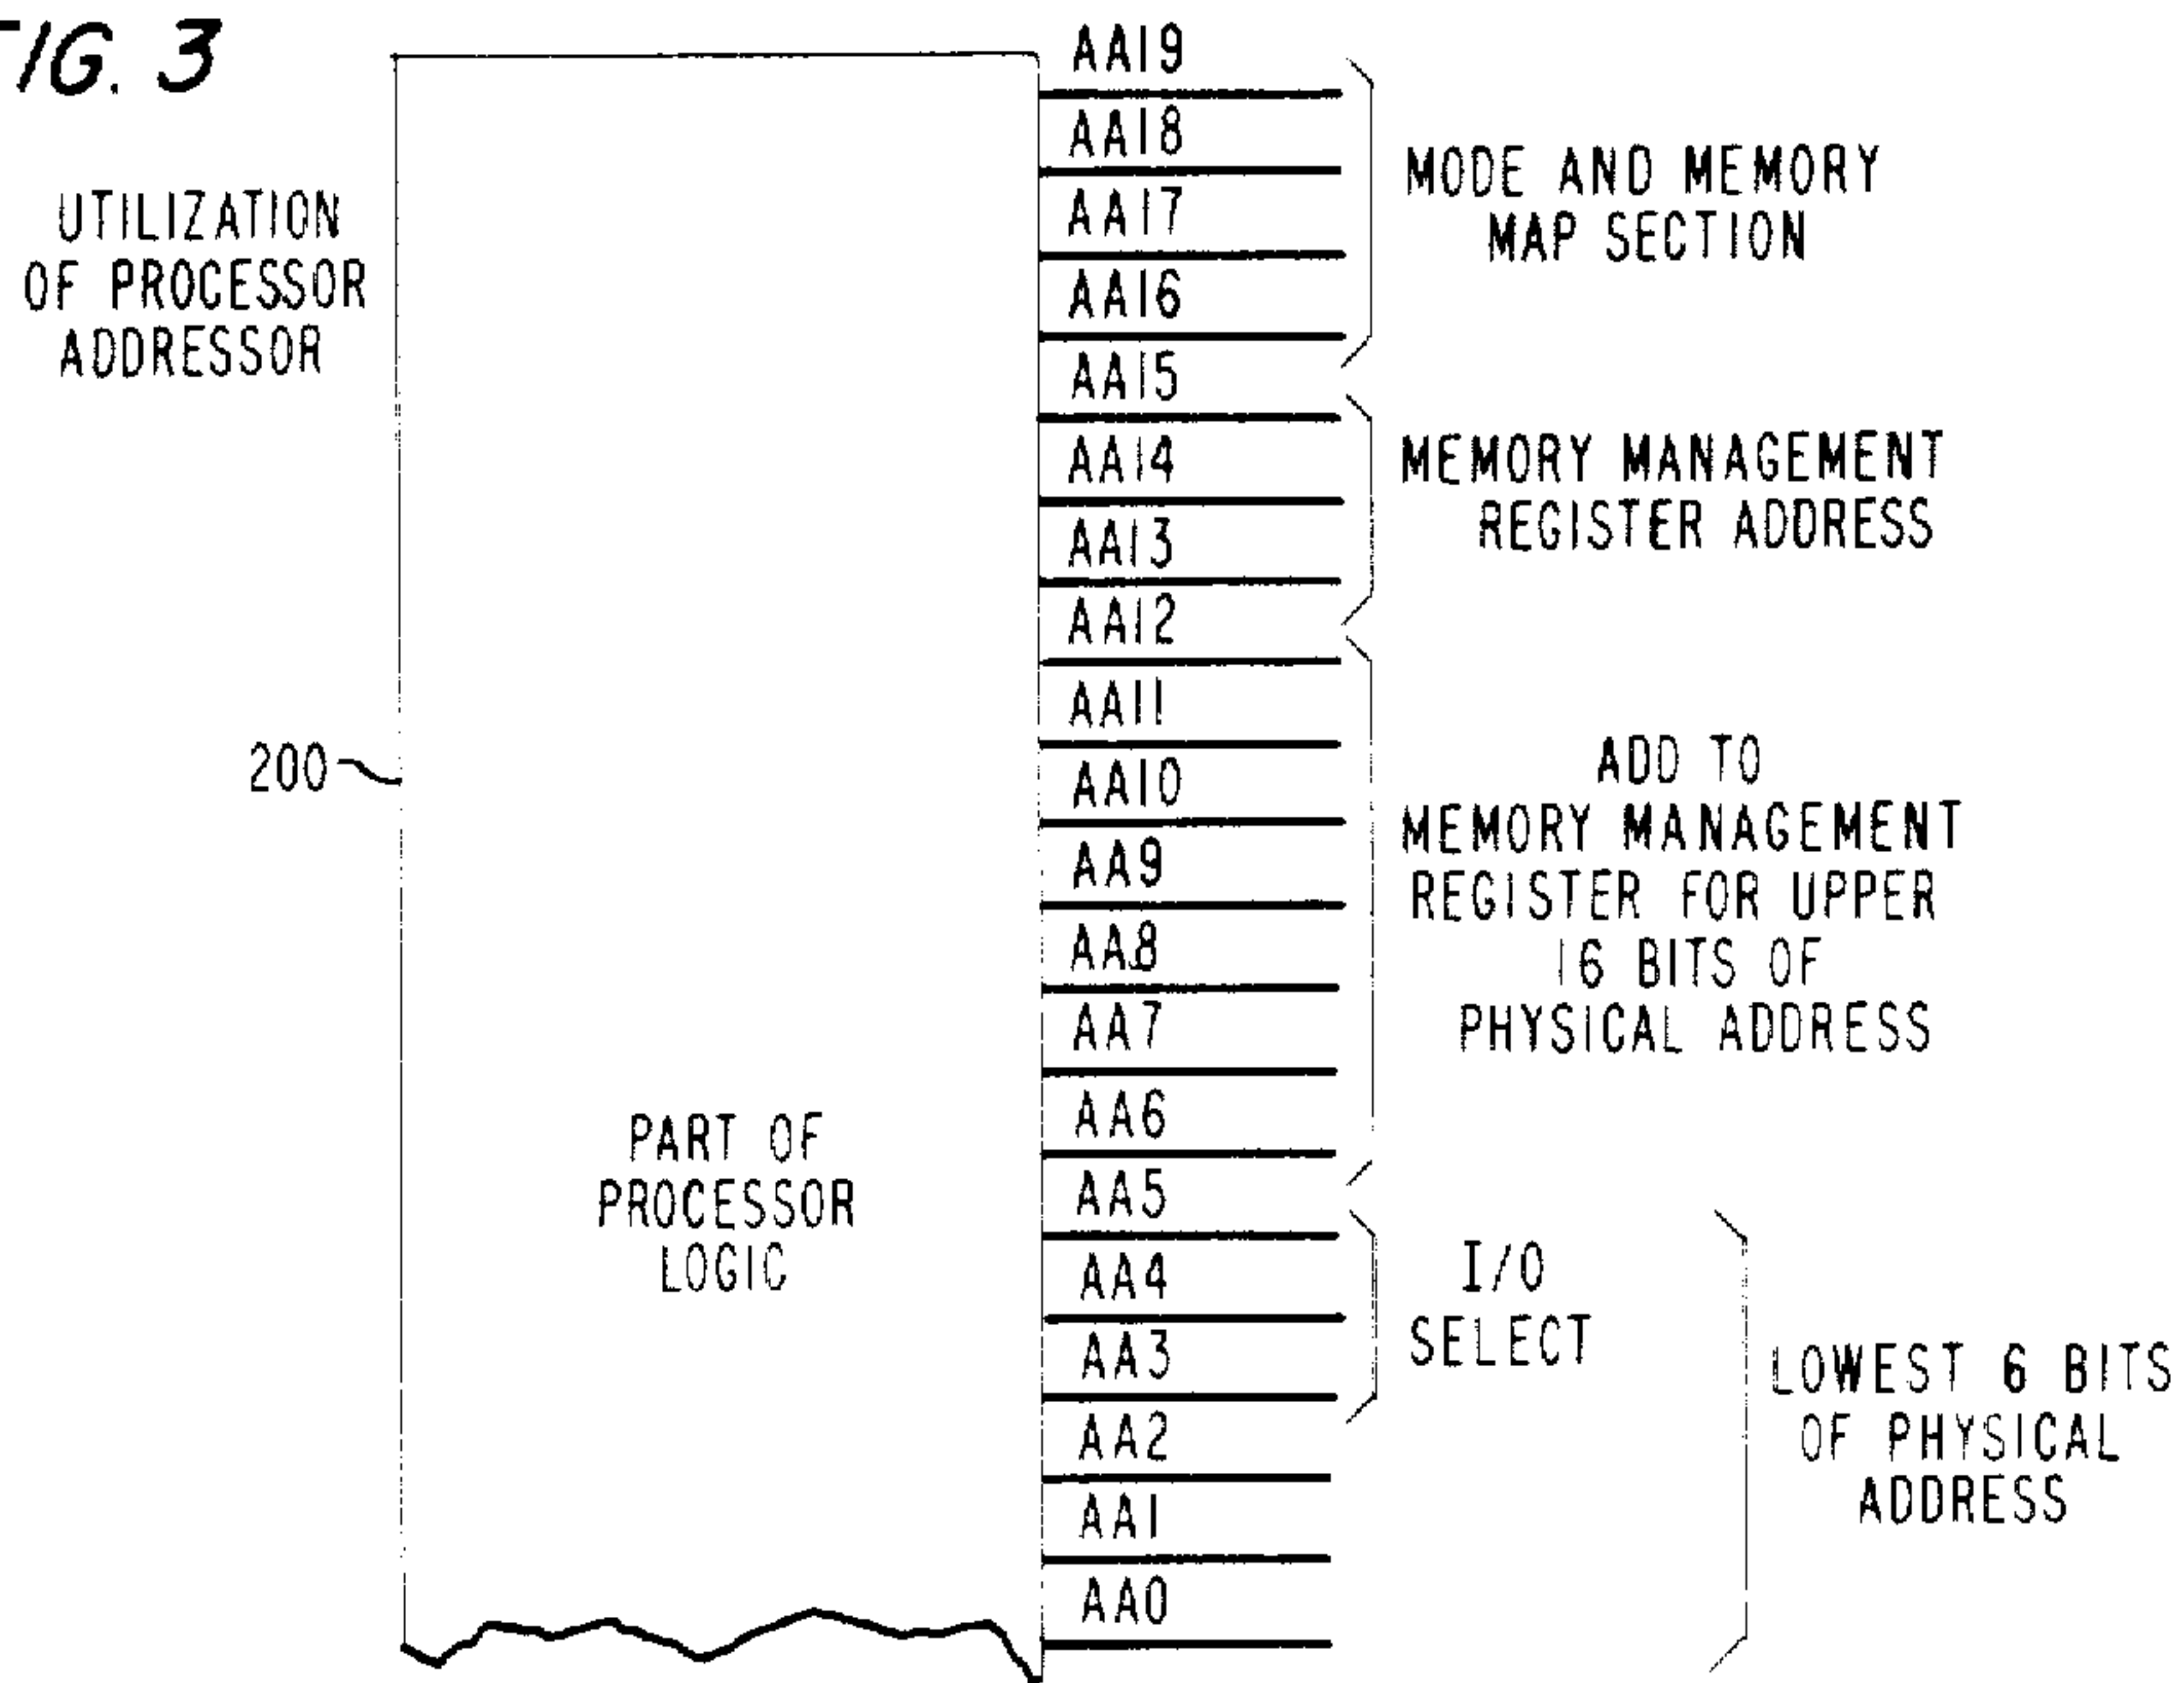 FIG. 3
UTILIZATION
OF PROCESSOR
ADDRESSOR
200
PART OF
PROCESSOR
LOGIC
AA19
AA18
AA17
AA16
AA15
AA14
AA13
AA12
AA11
AA10
AA9
AA8
AA7
AA6
AA5
AA4
AA3
AA2
AA1
AA0
MODE AND MEMORY
MAP SECTION
MEMORY MANAGEMENT
REGISTER ADDRESS
ADD TO
MEMORY MANAGEMENT
REGISTER FOR UPPER
16 BITS OF
PHYSICAL ADDRESS
I/O
SELECT
LOWEST 6 BITS
OF PHYSICAL
ADDRESS